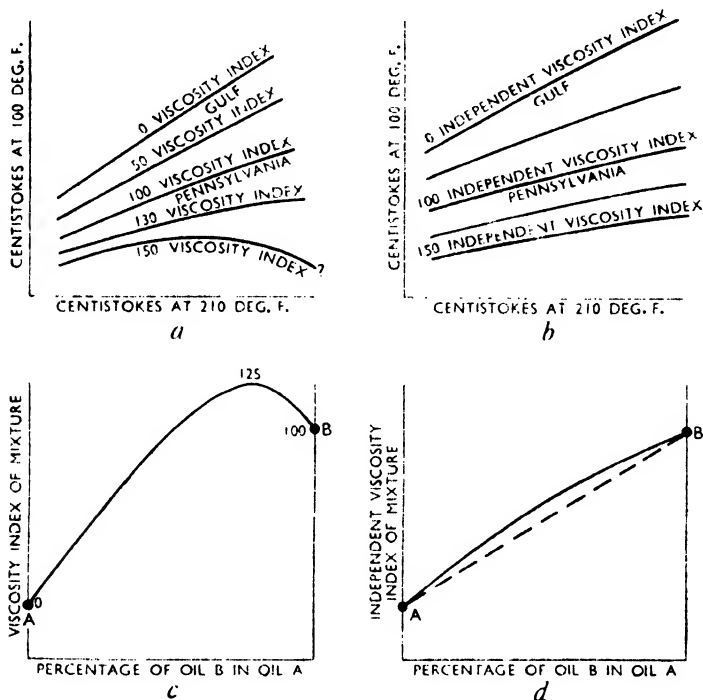 CENTISTOKES AT 100 DEG. F.
0 VISCOSITY INDEX
GULF
50 VISCOSITY INDEX
100 VISCOSITY INDEX
PENNSYLVANIA
130 VISCOSITY INDEX
150 VISCOSITY INDEX
?
CENTISTOKES AT 210 DEG. F.
a
CENTISTOKES AT 100 DEG. F.
0 INDEPENDENT VISCOSITY INDEX
GULF
100 INDEPENDENT VISCOSITY INDEX
PENNSYLVANIA
150 INDEPENDENT VISCOSITY INDEX
CENTISTOKES AT 210 DEG. F.
b
VISCOSITY INDEX OF MIXTURE
125
100
B
0
A
PERCENTAGE OF OIL B IN OIL A
c
INDEPENDENT VISCOSITY
INDEX OF MIXTURE
B
A
PERCENTAGE OF OIL B IN OIL A
d